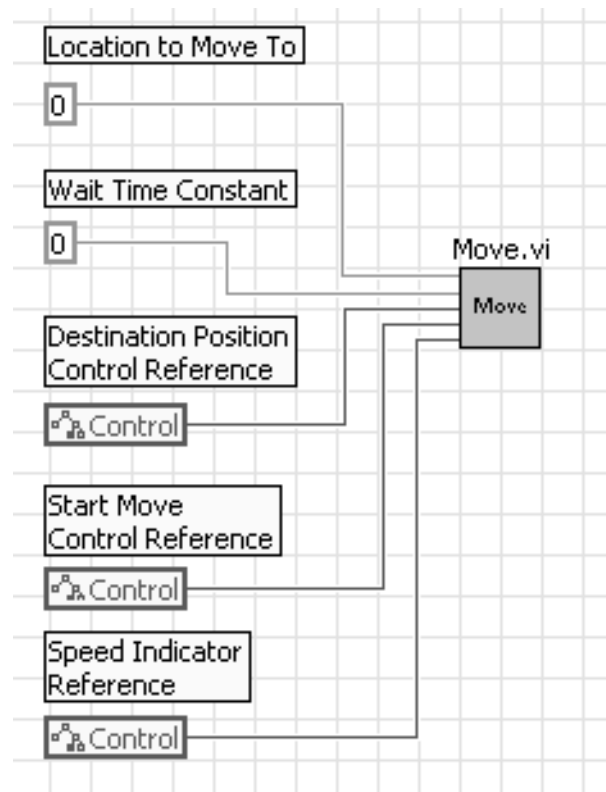 Location to Move To
0
Wait Time Constant
0
Move.vi
Move
Destination Position
Control Reference
Control
Start Move
Control Reference
Control
Speed Indicator
Reference
Control